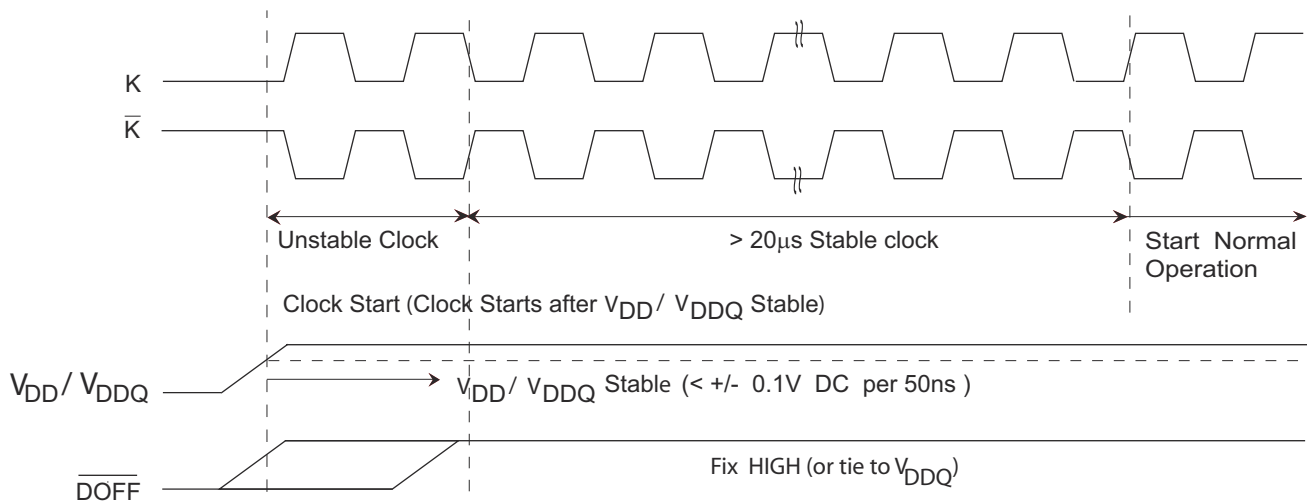 K
K̅
Unstable Clock
> 20μs Stable clock
Start Normal
Operation
Clock Start (Clock Starts after VDD / VDDQ Stable)
VDD / VDDQ
VDD / VDDQ Stable (< +/- 0.1V DC per 50ns )
Fix HIGH (or tie to VDDQ)
D̅O̅F̅F̅